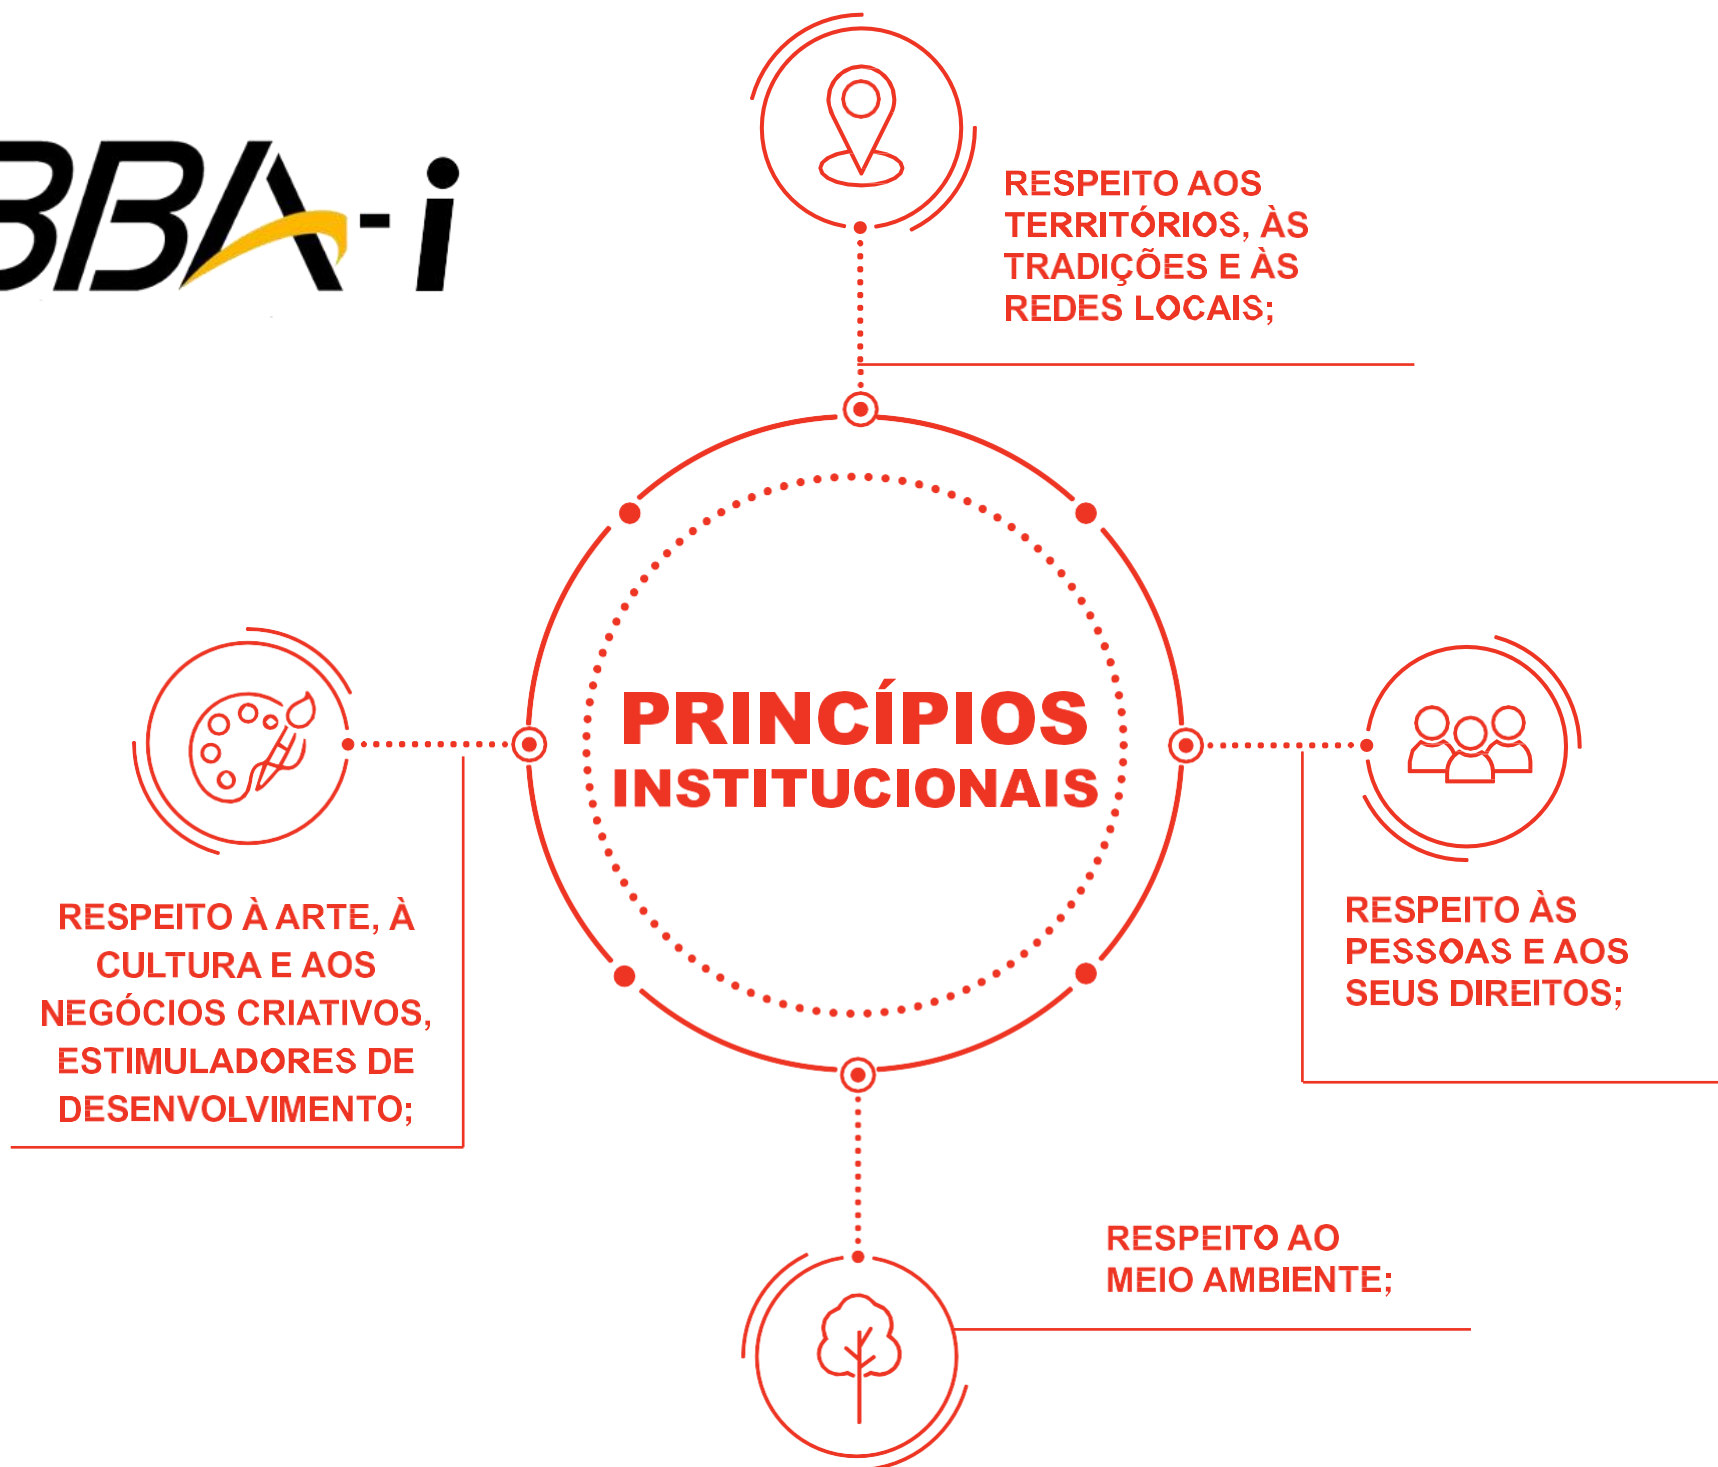 BBA-i
RESPEITO AOS
TERRITÓRIOS, ÀS
TRADIÇÕES E ÀS
REDES LOCAIS;
PRINCÍPIOS
INSTITUCIONAIS
RESPEITO À ARTE, À
CULTURA E AOS
NEGÓCIOS CRIATIVOS,
ESTIMULADORES DE
DESENVOLVIMENTO;
RESPEITO ÀS
PESSOAS E AOS
SEUS DIREITOS;
RESPEITO AO
MEIO AMBIENTE;